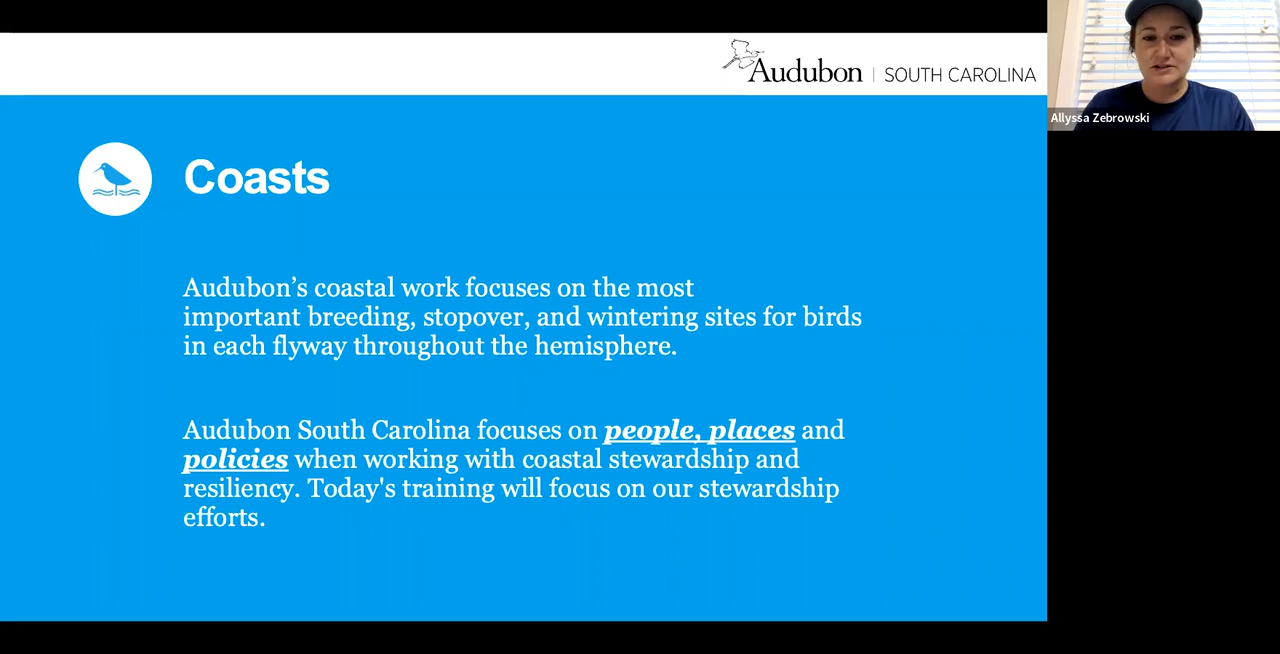 Audubon | SOUTH CAROLINA
Allyssa Zebrowski
Coasts
Audubon’s coastal work focuses on the most
important breeding, stopover, and wintering sites for birds
in each flyway throughout the hemisphere.
Audubon South Carolina focuses on people, places and
policies when working with coastal stewardship and
resiliency. Today's training will focus on our stewardship
efforts.